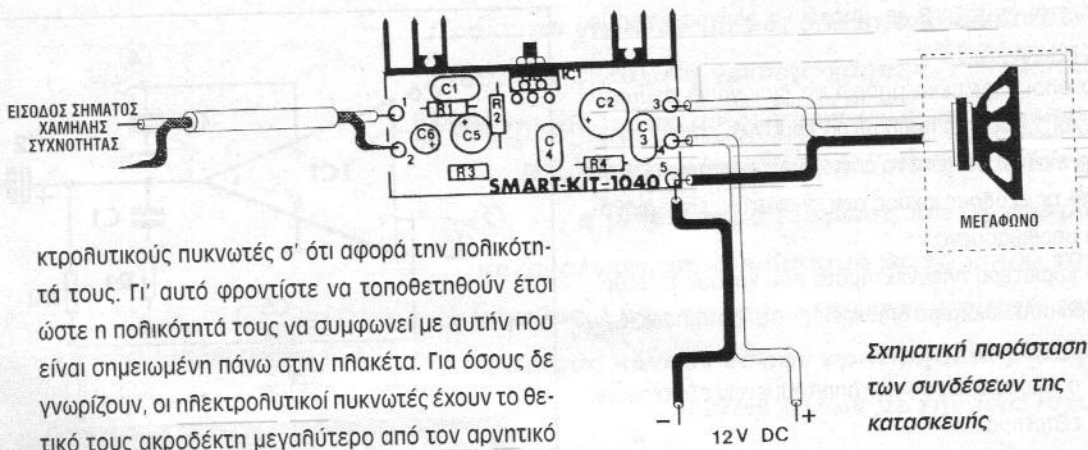 ΕΙΣΟΔΟΣ ΣΗΜΑΤΟΣ
ΧΑΜΗΛΗΣ
ΣΥΧΝΟΤΗΤΑΣ
1
2
C1
R1
R2
C6
+
C5
+
R3
C4
IC1
C2
+
C3
R4
3
4
5
SMART-KIT-1040
ΜΕΓΑΦΩΝΟ
κτρολυτικούς πυκνωτές σ' ότι αφορά την πολικότη-
τά τους. Γι' αυτό φροντίστε να τοποθετηθούν έτσι
ώστε η πολικότητά τους να συμφωνεί με αυτήν που
είναι σημειωμένη πάνω στην πλακέτα. Για όσους δε
γνωρίζουν, οι ηλεκτρολυτικοί πυκνωτές έχουν το θε-
τικό τους ακροδέκτη μεγαλύτερο από τον αρνητικό
− +
12 V DC
Σχηματική παράσταση
των συνδέσεων της
κατασκευής